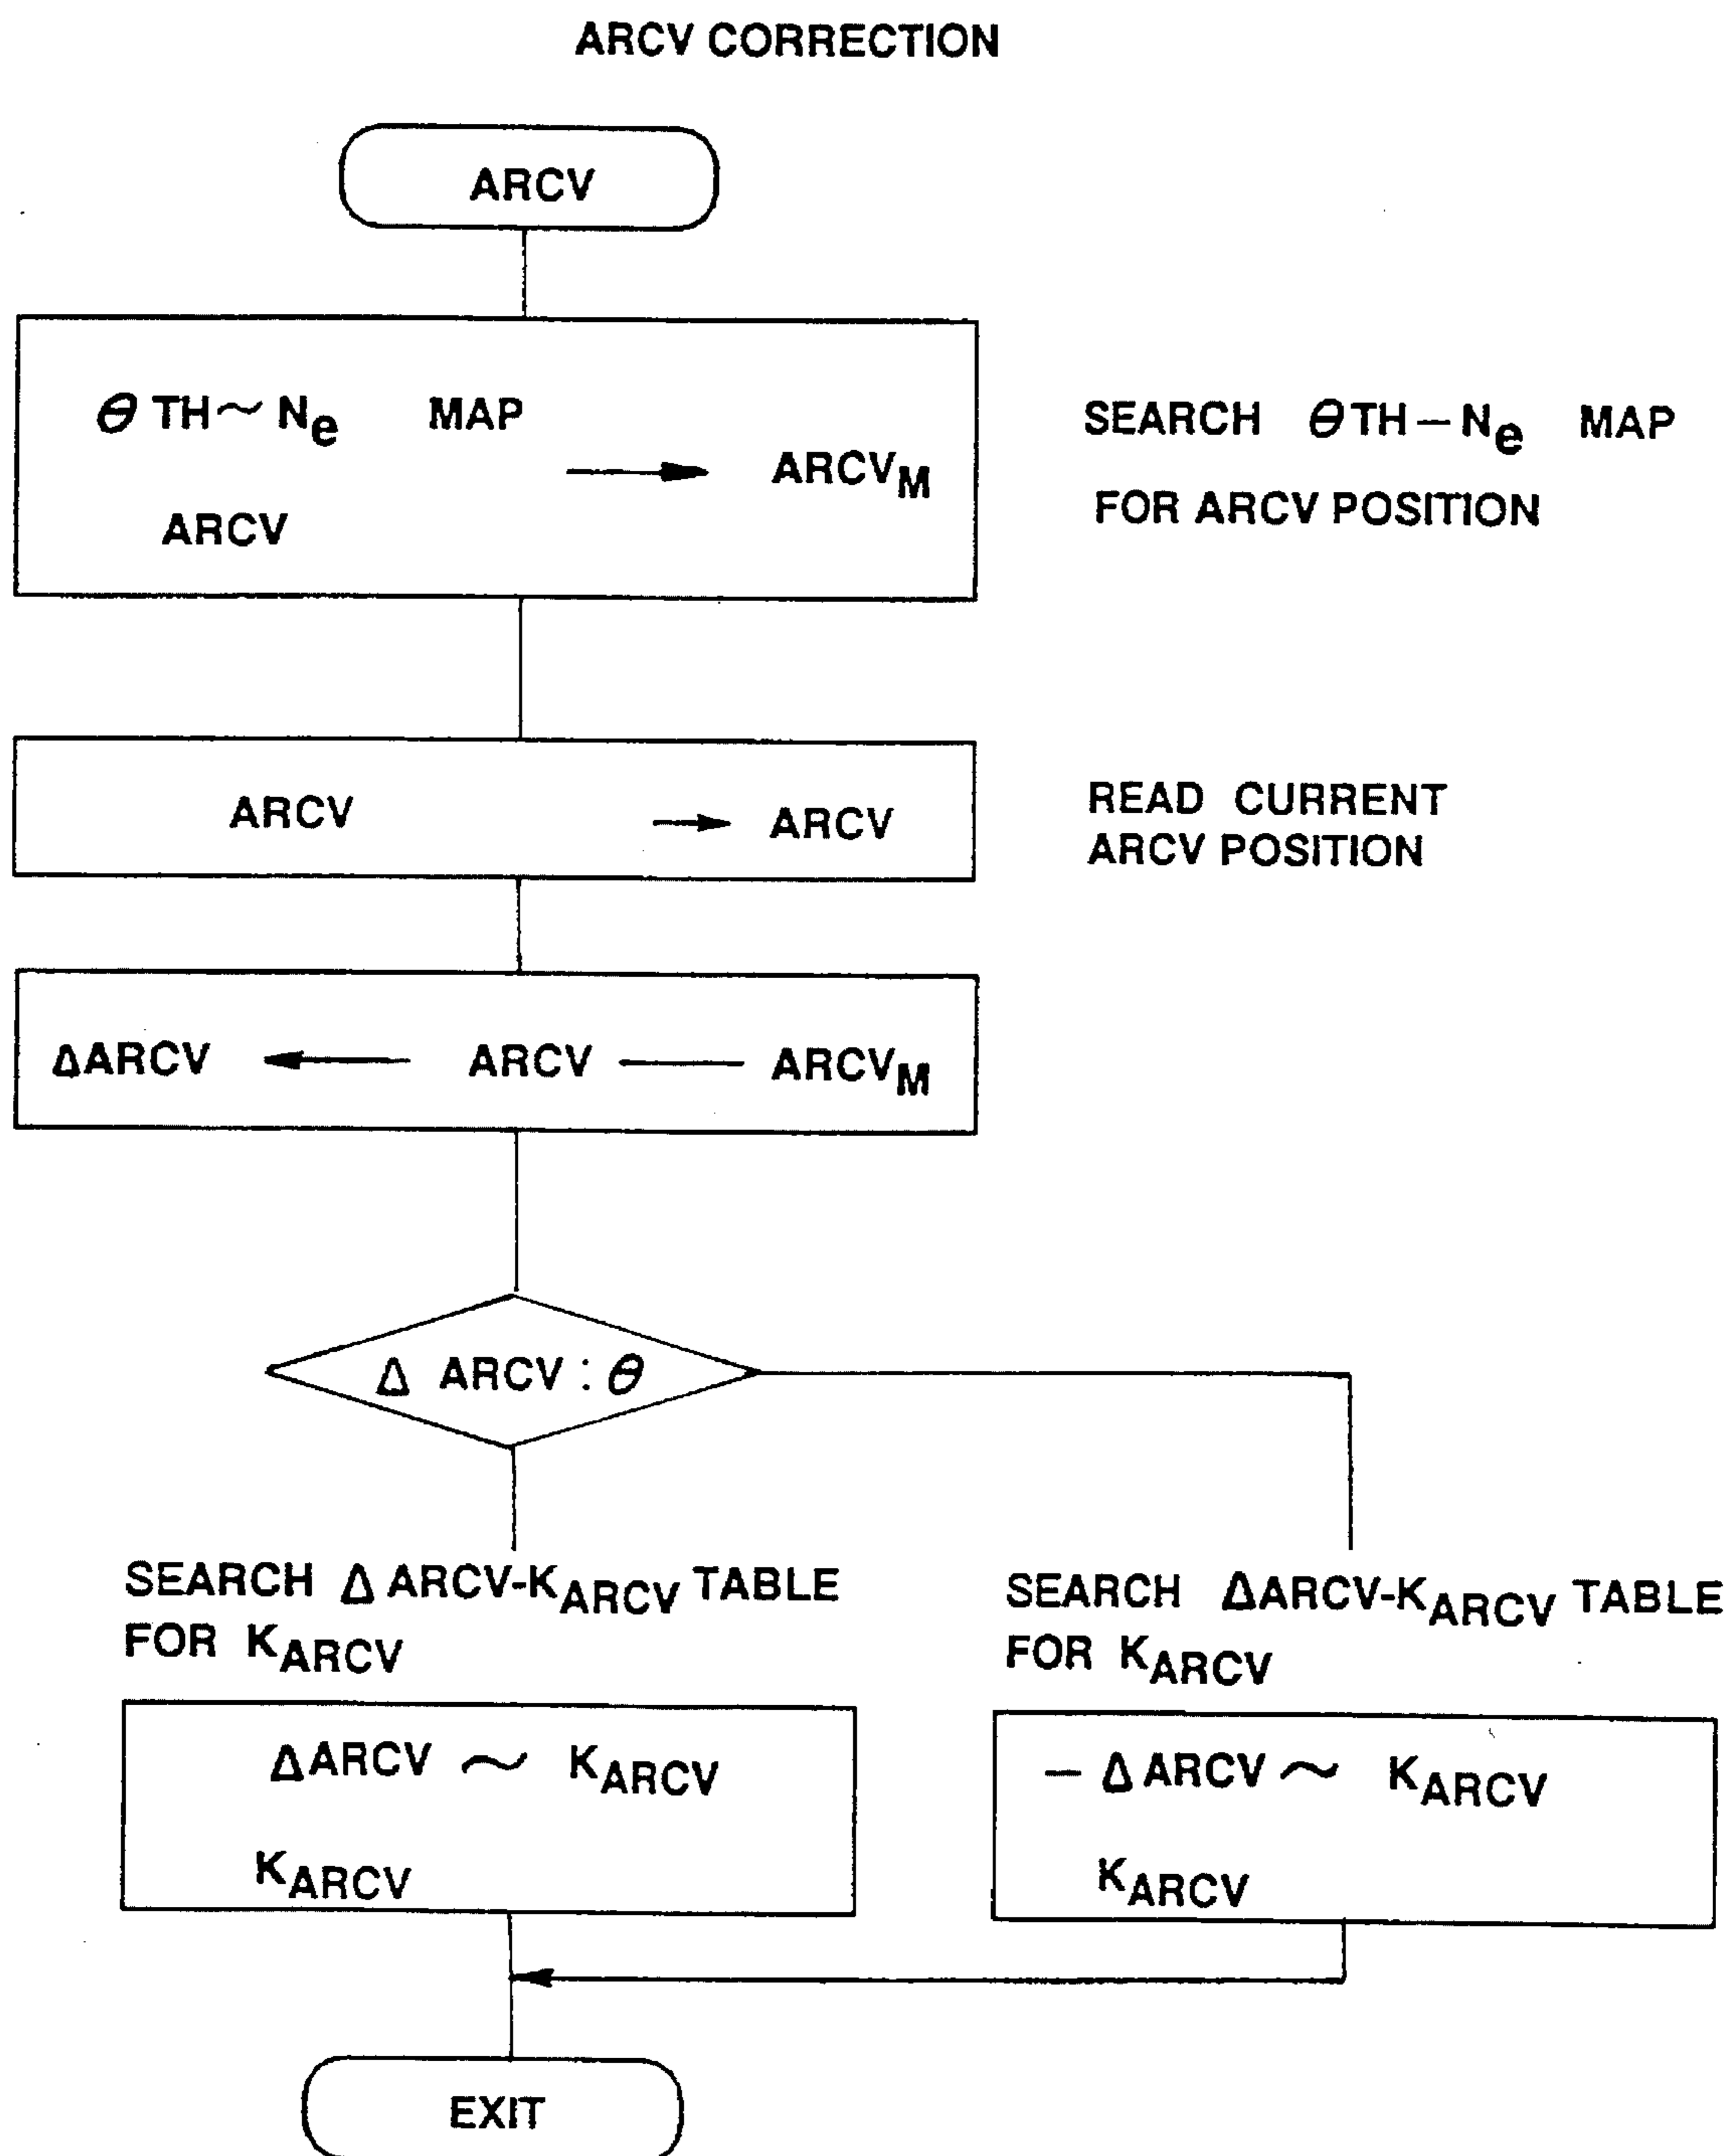 ARCV CORRECTION
ARCV
θ TH ~ Ne MAP
→ ARCVM
ARCV
SEARCH θ TH – Ne MAP
FOR ARCV POSITION
ARCV → ARCV
READ CURRENT
ARCV POSITION
ΔARCV ← ARCV — ARCVM
Δ ARCV : θ
SEARCH Δ ARCV-KARCV TABLE
FOR KARCV
ΔARCV ~ KARCV
KARCV
SEARCH ΔARCV-KARCV TABLE
FOR KARCV
– Δ ARCV ~ KARCV
KARCV
EXIT